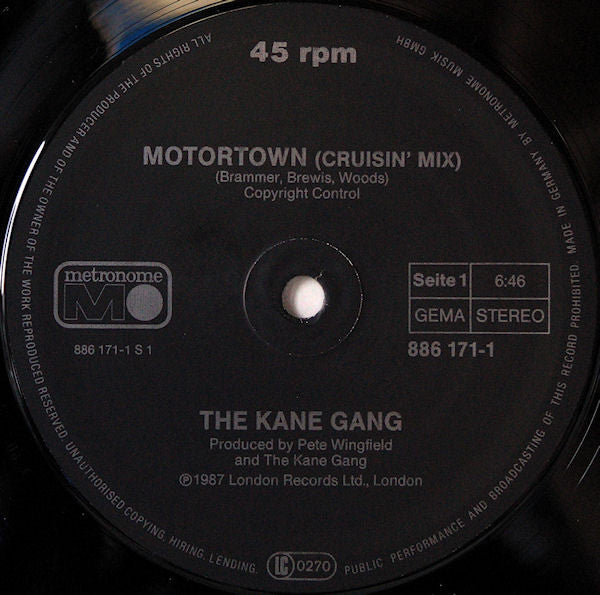 45 rpm
MOTORTOWN (CRUISIN' MIX)
(Brammer, Brewis, Woods)
Copyright Control
metronome
M
886 171-1 S 1
Seite 1
6:46
GEMA
STEREO
886 171-1
THE KANE GANG
Produced by Pete Wingfield
and The Kane Gang
℗1987 London Records Ltd., London
ALL RIGHTS OF THE PRODUCER AND OF THE OWNER OF THE WORK REPRODUCED RESERVED. UNAUTHORISED COPYING, HIRING, LENDING, PUBLIC PERFORMANCE AND BROADCASTING OF THIS RECORD PROHIBITED. MADE IN GERMANY BY METRONOME MUSIK GMBH
LC 0270